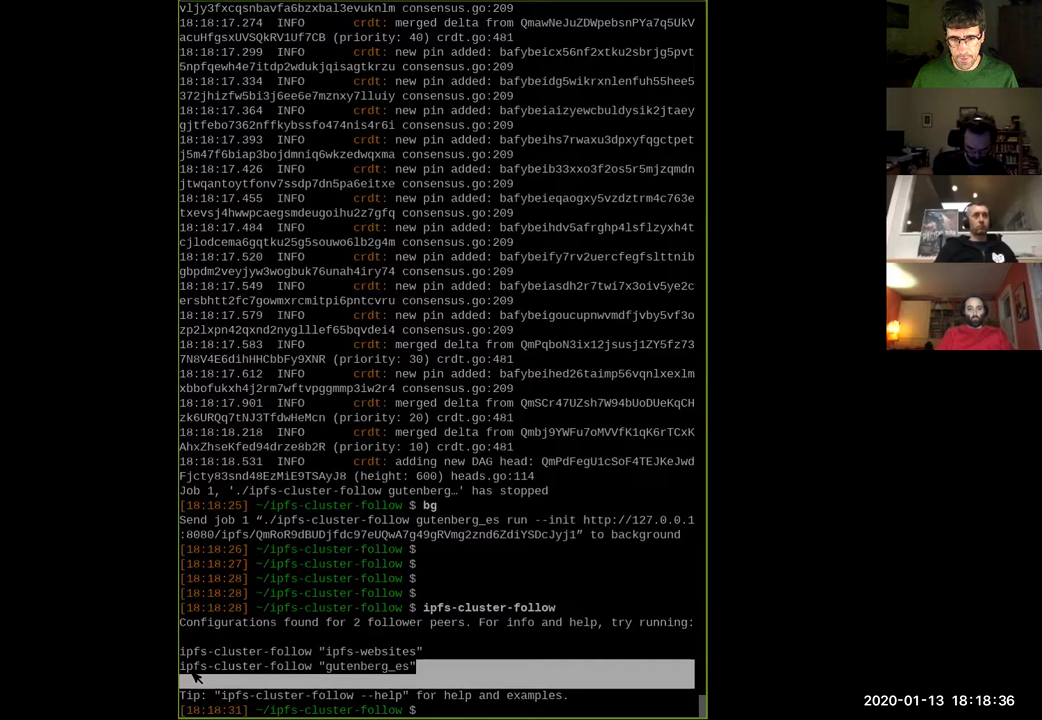 vljy3fxcqsnbavfa6bzxbal3evuknlm consensus.go:209
18:18:17.274  INFO       crdt: merged delta from QmawNeJuZDWpebsnPYa7q5UkV
acuHfgsxUVSQkRV1Uf7CB (priority: 40) crdt.go:481
18:18:17.299  INFO       crdt: new pin added: bafybeicx56nf2xtku2sbrjg5pvt
5npfqewh4e7itdp2wdukjqisagtkrzu consensus.go:209
18:18:17.334  INFO       crdt: new pin added: bafybeidg5wikrxnlenfuh55hee5
372jhizfw5bi3j6ee6e7mznxy7lluiy consensus.go:209
18:18:17.364  INFO       crdt: new pin added: bafybeiaizyewcbuldysik2jtaey
gjtfebo7362nffkybssfo474nis4r6i consensus.go:209
18:18:17.393  INFO       crdt: new pin added: bafybeihs7rwaxu3dpxyfqgctpet
j5m47f6biap3bojdmniq6wkzedwqxma consensus.go:209
18:18:17.426  INFO       crdt: new pin added: bafybeib33xxo3f2os5r5mjzqmdn
jtwqantoytfonv7ssdp7dn5pa6eitxe consensus.go:209
18:18:17.455  INFO       crdt: new pin added: bafybeieqaogxy5vzdztrm4c763e
txevsj4hwwpcaegsmdeugoihu2z7gfq consensus.go:209
18:18:17.484  INFO       crdt: new pin added: bafybeihdv5afrghp4lsflzyxh4t
cjlodcema6gqtku25g5souwo6lb2g4m consensus.go:209
18:18:17.520  INFO       crdt: new pin added: bafybeify7rv2uercfegfslttnib
gbpdm2veyjyw3wogbuk76unah4iry74 consensus.go:209
18:18:17.549  INFO       crdt: new pin added: bafybeiasdh2r7twi7x3oiv5ye2c
ersbhtt2fc7gowmxrcmitpi6pntcvru consensus.go:209
18:18:17.579  INFO       crdt: new pin added: bafybeigoucupnwvmdfjvby5vf3o
zp2lxpn42qxnd2nyglllef65bqvdei4 consensus.go:209
18:18:17.583  INFO       crdt: merged delta from QmPqboN3ix12jsusj1ZY5fz73
7N8V4E6dihHHCbbFy9XNR (priority: 30) crdt.go:481
18:18:17.612  INFO       crdt: new pin added: bafybeihed26taimp56vqnlxexlm
xbbofukxh4j2rm7wftvpggmmp3iw2r4 consensus.go:209
18:18:17.901  INFO       crdt: merged delta from QmSCr47UZsh7W94bUoDUeKqCH
zk6URQq7tNJ3TfdwHeMcn (priority: 20) crdt.go:481
18:18:18.218  INFO       crdt: merged delta from Qmbj9YWFu7oMVVfK1qK6rTCxK
AhxZhseKfed94drze8b2R (priority: 10) crdt.go:481
18:18:18.531  INFO       crdt: adding new DAG head: QmPdFegU1cSoF4TEJKeJwd
Fjcty83snd48EzMiE9TSAyJ8 (height: 600) heads.go:114
Job 1, './ipfs-cluster-follow gutenberg…' has stopped
[18:18:25] ~/ipfs-cluster-follow $ bg
Send job 1 “./ipfs-cluster-follow gutenberg_es run --init http://127.0.0.1
:8080/ipfs/QmRoR9dBUDjfdc97eUQwA7g49gRVmg2znd6ZdiYSDcJyj1” to background
[18:18:26] ~/ipfs-cluster-follow $
[18:18:27] ~/ipfs-cluster-follow $
[18:18:28] ~/ipfs-cluster-follow $
[18:18:28] ~/ipfs-cluster-follow $
[18:18:28] ~/ipfs-cluster-follow $ ipfs-cluster-follow
Configurations found for 2 follower peers. For info and help, try running:
ipfs-cluster-follow "ipfs-websites"
ipfs-cluster-follow "gutenberg_es"
Tip: "ipfs-cluster-follow --help" for help and examples.
[18:18:31] ~/ipfs-cluster-follow $
2020-01-13 18:18:36